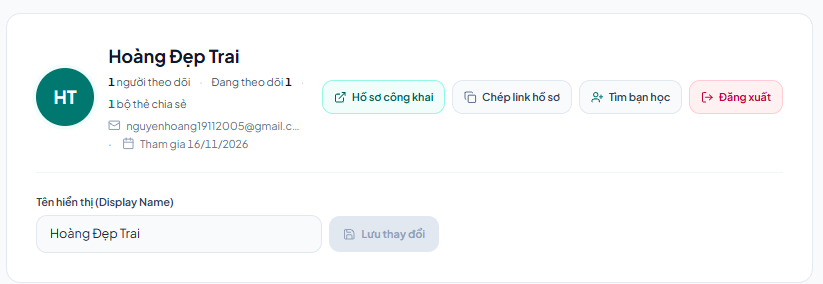 HT
Hoàng Đẹp Trai
1 người theo dõi · Đang theo dõi 1 ·
1 bộ thẻ chia sẻ
nguyenhoang19112005@gmail.c...
· Tham gia 16/11/2026
Hồ sơ công khai
Chép link hồ sơ
Tìm bạn học
Đăng xuất
Tên hiển thị (Display Name)
Hoàng Đẹp Trai
Lưu thay đổi